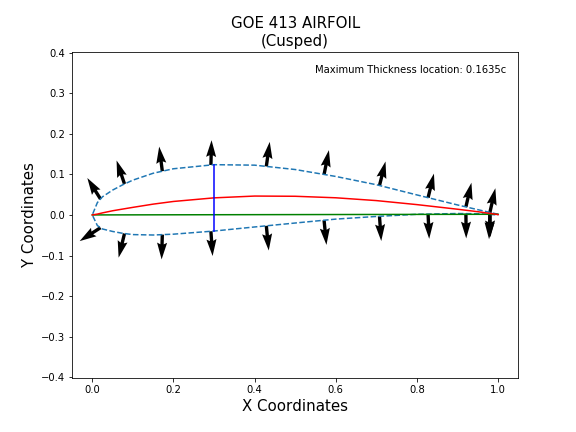 GOE 413 AIRFOIL
(Cusped)
Maximum Thickness location: 0.1635c
0.4
0.3
0.2
0.1
0.0
−0.1
−0.2
−0.3
−0.4
Y Coordinates
0.0 0.2 0.4 0.6 0.8 1.0
X Coordinates